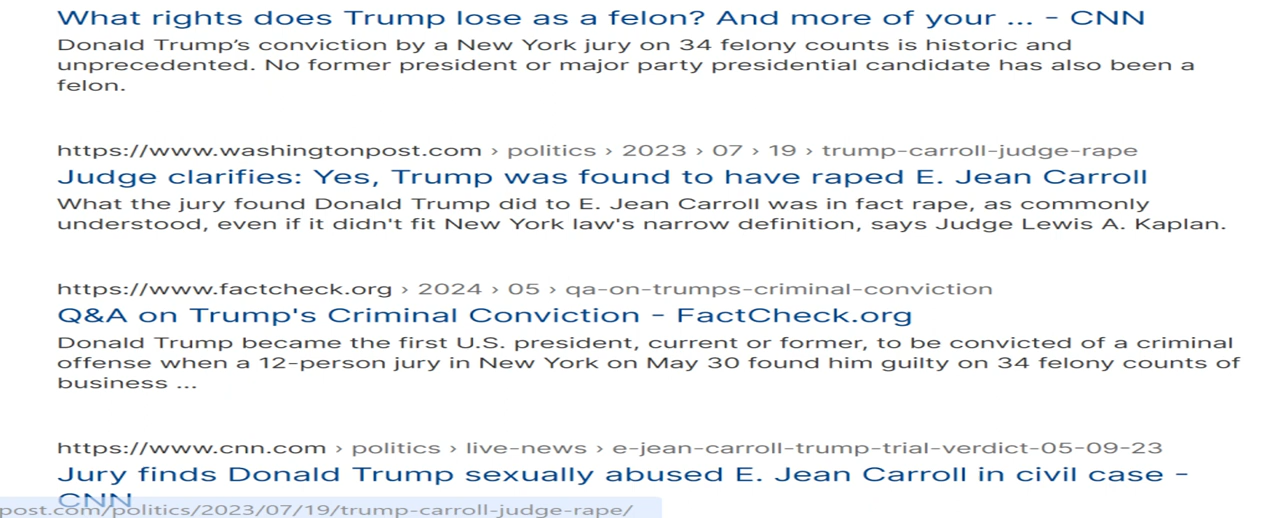 What rights does Trump lose as a felon? And more of your ... - CNN
Donald Trump's conviction by a New York jury on 34 felony counts is historic and
unprecedented. No former president or major party presidential candidate has also been a
felon.
https://www.washingtonpost.com › politics › 2023 › 07 › 19 › trump-carroll-judge-rape
Judge clarifies: Yes, Trump was found to have raped E. Jean Carroll
What the jury found Donald Trump did to E. Jean Carroll was in fact rape, as commonly
understood, even if it didn't fit New York law's narrow definition, says Judge Lewis A. Kaplan.
https://www.factcheck.org › 2024 › 05 › qa-on-trumps-criminal-conviction
Q&A on Trump's Criminal Conviction - FactCheck.org
Donald Trump became the first U.S. president, current or former, to be convicted of a criminal
offense when a 12-person jury in New York on May 30 found him guilty on 34 felony counts of
business ...
https://www.cnn.com › politics › live-news › e-jean-carroll-trump-trial-verdict-05-09-23
Jury finds Donald Trump sexually abused E. Jean Carroll in civil case -
CNN
post.com/politics/2023/07/19/trump-carroll-judge-rape/